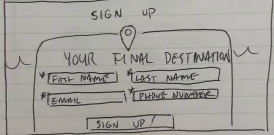 SIGN UP
YOUR FINAL DESTINATION
* FIRST NAME * LAST NAME
* EMAIL * PHONE NUMBER
SIGN UP!